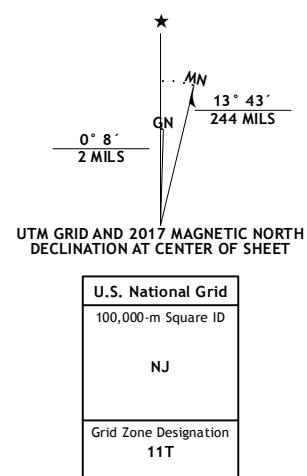 MN
GN
13° 43´
244 MILS
0° 8´
2 MILS
UTM GRID AND 2017 MAGNETIC NORTH
DECLINATION AT CENTER OF SHEET
U.S. National Grid
100,000-m Square ID
NJ
Grid Zone Designation
11T